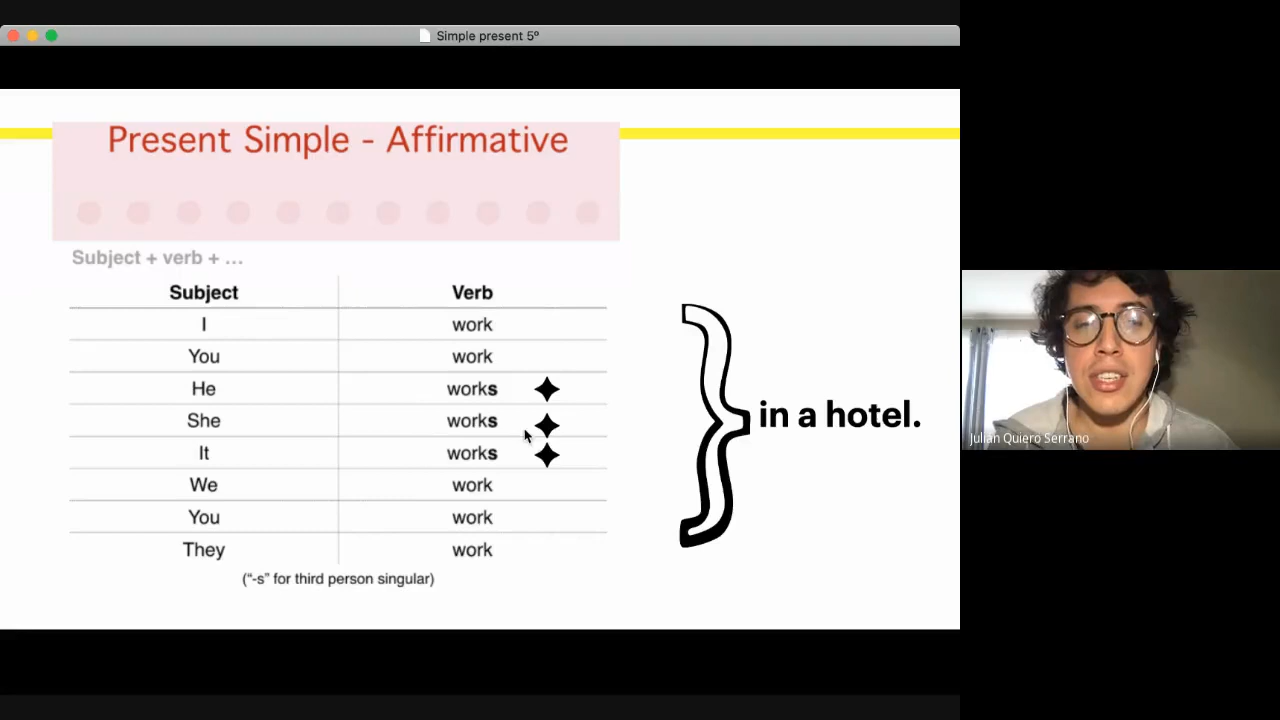 Simple present 5º
Present Simple - Affirmative
Subject + verb + ...
Subject Verb
I work
You work
He works
She works
It works
We work
You work
They work
("-s" for third person singular)
in a hotel.
Julian Quiero Serrano